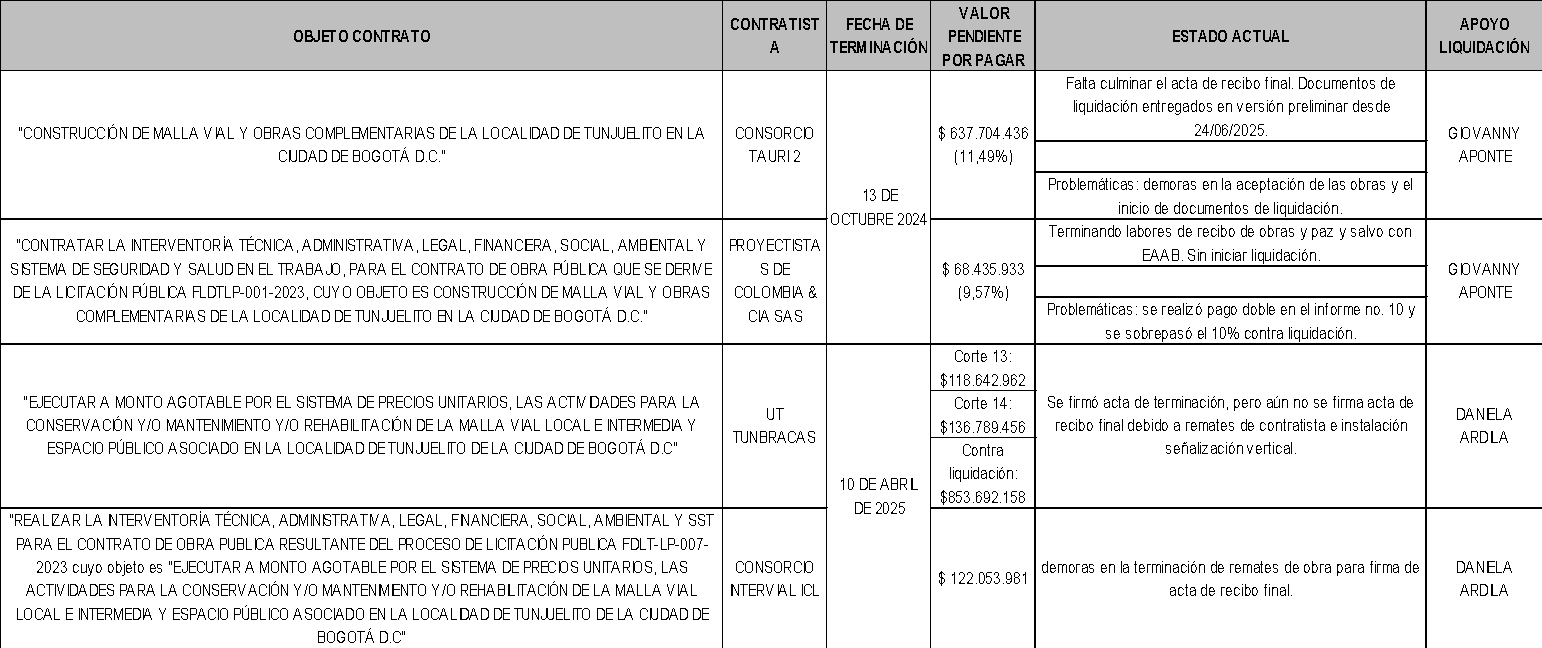 OBJETO CONTRATO
CONTRATIST
A
FECHA DE
TERMINACIÓN
VALOR
PENDIENTE
POR PAGAR
ESTADO ACTUAL
APOYO
LIQUIDACIÓN
"CONSTRUCCIÓN DE MALLA VIAL Y OBRAS COMPLEMENTARIAS DE LA LOCALIDAD DE TUNJUELITO EN LA
CIUDAD DE BOGOTÁ D.C."
CONSORCIO
TAURI 2
13 DE
OCTUBRE 2024
$ 637.704.436
(11,49%)
Falta culminar el acta de recibo final. Documentos de
liquidación entregados en versión preliminar desde
24/06/2025.
Problemáticas: demoras en la aceptación de las obras y el
inicio de documentos de liquidación.
GIOVANNY
APONTE
"CONTRATAR LA INTERVENTORÍA TÉCNICA, ADMINISTRATIVA, LEGAL, FINANCIERA, SOCIAL, AMBIENTAL Y
SISTEMA DE SEGURIDAD Y SALUD EN EL TRABAJO, PARA EL CONTRATO DE OBRA PÚBLICA QUE SE DERIVE
DE LA LICITACIÓN PÚBLICA FLDTLP-001-2023, CUYO OBJETO ES CONSTRUCCIÓN DE MALLA VIAL Y OBRAS
COMPLEMENTARIAS DE LA LOCALIDAD DE TUNJUELITO EN LA CIUDAD DE BOGOTÁ D.C."
PROYECTISTA
S DE
COLOMBIA &
CIA SAS
$ 68.435.933
(9,57%)
Terminando labores de recibo de obras y paz y salvo con
EAAB. Sin iniciar liquidación.
Problemáticas: se realizó pago doble en el informe no. 10 y
se sobrepasó el 10% contra liquidación.
GIOVANNY
APONTE
"EJECUTAR A MONTO AGOTABLE POR EL SISTEMA DE PRECIOS UNITARIOS, LAS ACTIVIDADES PARA LA
CONSERVACIÓN Y/O MANTENIMIENTO Y/O REHABILITACIÓN DE LA MALLA VIAL LOCAL E INTERMEDIA Y
ESPACIO PÚBLICO ASOCIADO EN LA LOCALIDAD DE TUNJUELITO DE LA CIUDAD DE BOGOTÁ D.C"
UT
TUNBRACAS
10 DE ABRIL
DE 2025
Corte 13:
$118.642.962
Corte 14:
$136.789.456
Contra
liquidación:
$853.692.158
Se firmó acta de terminación, pero aún no se firma acta de
recibo final debido a remates de contratista e instalación
señalización vertical.
DANIELA
ARDILA
"REALIZAR LA INTERVENTORÍA TÉCNICA, ADMINISTRATIVA, LEGAL, FINANCIERA, SOCIAL, AMBIENTAL Y SST
PARA EL CONTRATO DE OBRA PUBLICA RESULTANTE DEL PROCESO DE LICITACIÓN PUBLICA FDLT-LP-007-
2023 cuyo objeto es "EJECUTAR A MONTO AGOTABLE POR EL SISTEMA DE PRECIOS UNITARIOS, LAS
ACTIVIDADES PARA LA CONSERVACIÓN Y/O MANTENIMIENTO Y/O REHABILITACIÓN DE LA MALLA VIAL
LOCAL E INTERMEDIA Y ESPACIO PÚBLICO ASOCIADO EN LA LOCALIDAD DE TUNJUELITO DE LA CIUDAD DE
BOGOTÁ D.C"
CONSORCIO
INTERVIAL ICL
$ 122.053.981
demoras en la terminación de remates de obra para firma de
acta de recibo final.
DANIELA
ARDILA